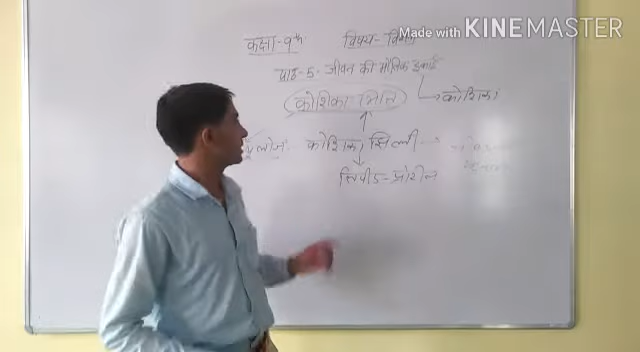 Made with KINEMASTER
कक्षा-9th विषय- विज्ञान
पाठ-5- जीवन की मौलिक इकाई
कोशिका भित्ति कोशिका
कोशिका झिल्ली
लिपीड-प्रोटीन